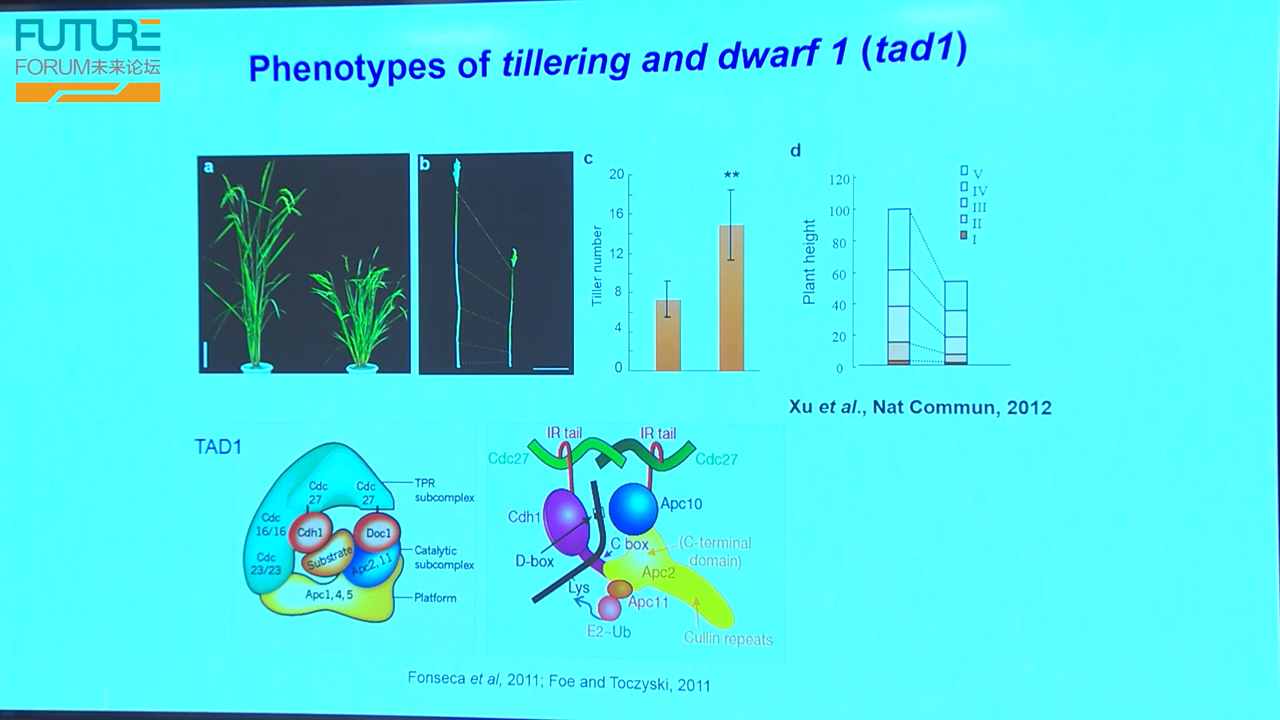 FUTURE
FORUM未来论坛
Phenotypes of tillering and dwarf 1 (tad1)
a
b
c
Tiller number
20
16
12
8
4
0
**
d
Plant height
120
100
80
60
40
20
0
V
IV
III
II
I
Xu et al., Nat Commun, 2012
TAD1
Cdc
27
Cdc
27
TPR
subcomplex
Cdc
16/16
Cdh1
Doc1
Substrate
Cdc
23/23
Apc2, 11
Catalytic
subcomplex
Apc1, 4, 5
Platform
IR tail
IR tail
Cdc27
Cdc27
Cdh1
Apc10
D-box
C box
(C-terminal
domain)
Apc2
Lys
Apc11
E2~Ub
Cullin repeats
Fonseca et al, 2011; Foe and Toczyski, 2011